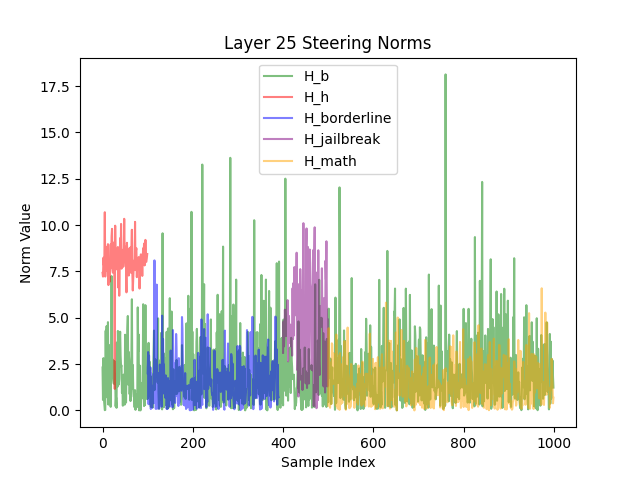 Layer 25 Steering Norms
H_b
H_h
H_borderline
H_jailbreak
H_math
Norm Value
17.5
15.0
12.5
10.0
7.5
5.0
2.5
0.0
0
200
400
600
800
1000
Sample Index